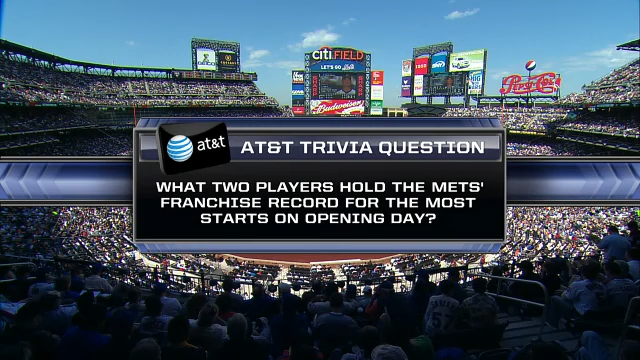 citi FIELD
LET'S GO
Budweiser
Pepsi-Cola
at&t
AT&T TRIVIA QUESTION
WHAT TWO PLAYERS HOLD THE METS'
FRANCHISE RECORD FOR THE MOST
STARTS ON OPENING DAY?